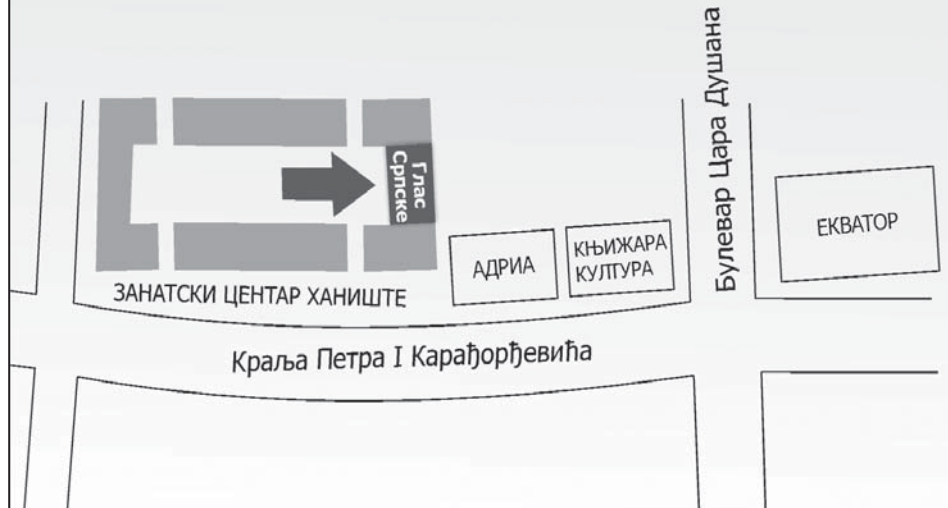 Булевар Цара Душана
Глас
Српске
ЕКВАТОР
АДРИА
КЊИЖАРА
КУЛТУРА
ЗАНАТСКИ ЦЕНТАР ХАНИШТЕ
Краља Петра I Карађорђевића